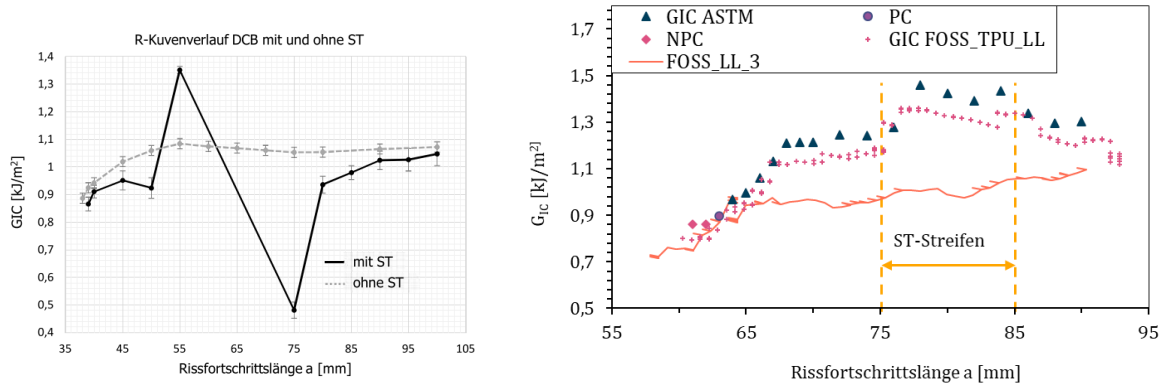 R-Kuvenverlauf DCB mit und ohne ST
1,4
1,3
1,2
1,1
1,0
0,9
0,8
0,7
0,6
0,5
0,4
GIC [kJ/m²]
mit ST
ohne ST
35 45 55 65 75 85 95 105
Rissfortschrittslänge a [mm]
GIC ASTM PC
NPC GIC FOSS_TPU_LL
FOSS_LL_3
1,7
1,5
1,3
1,1
0,9
0,7
0,5
G_IC [kJ/m²]
ST-Streifen
55 65 75 85 95
Rissfortschrittslänge a [mm]